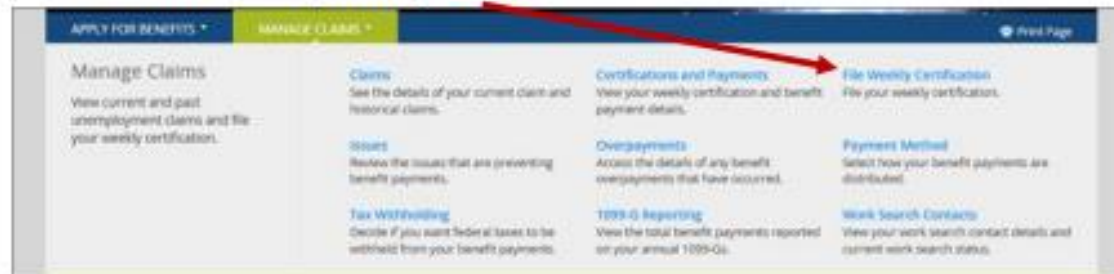 APPLY FOR BENEFITS
MANAGE CLAIMS
Print Page
Manage Claims
View current and past
unemployment claims and file
your weekly certification.
Claims
See the details of your current claim and
historical claims.
Certifications and Payments
View your weekly certification and benefit
payment details.
File Weekly Certification
File your weekly certification.
Issues
Review the issues that are preventing
benefit payments.
Overpayments
Access the details of any benefit
overpayments that have occurred.
Payment Method
Select how your benefit payments are
distributed.
Tax Withholding
Decide if you want federal taxes to be
withheld from your benefit payments.
1099-G Reporting
View the total benefit payments reported
on your annual 1099-Gs.
Work Search Contacts
View your work search contact details and
current work search status.